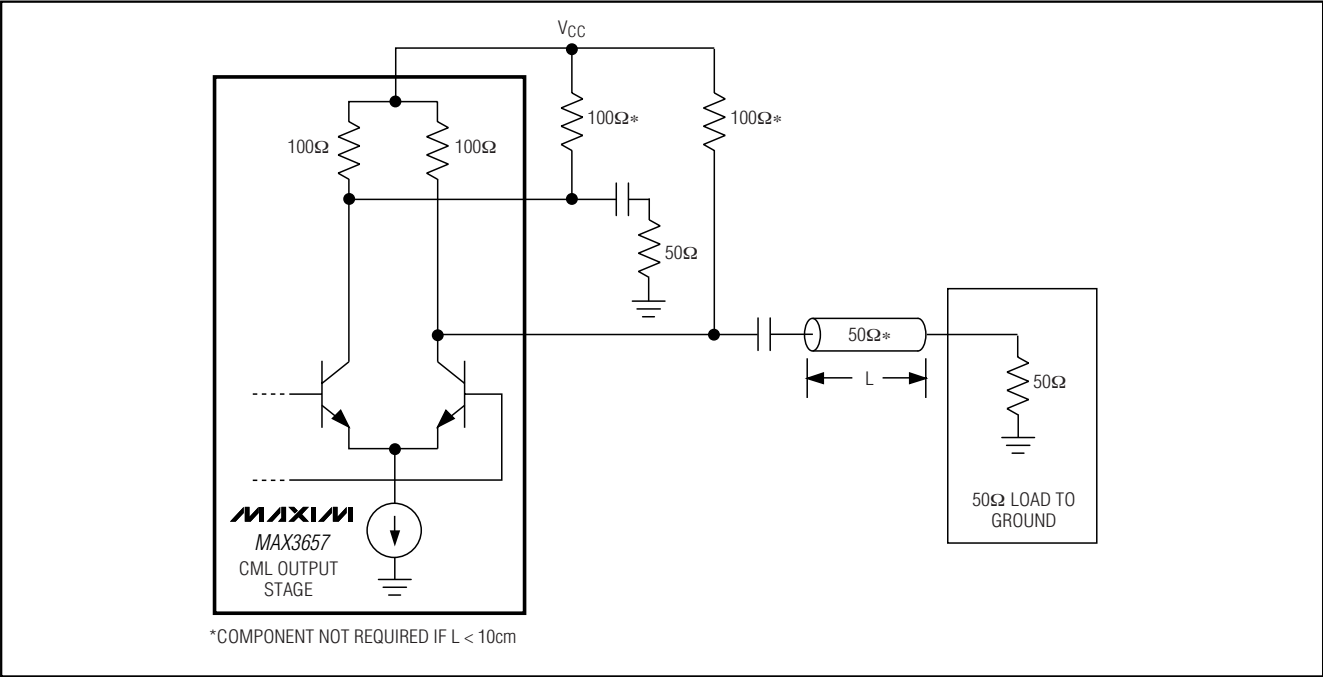 VCC
100Ω*
100Ω*
100Ω
100Ω
50Ω
50Ω*
L
50Ω
50Ω LOAD TO
GROUND
MAXIM
MAX3657
CML OUTPUT
STAGE
*COMPONENT NOT REQUIRED IF L < 10cm